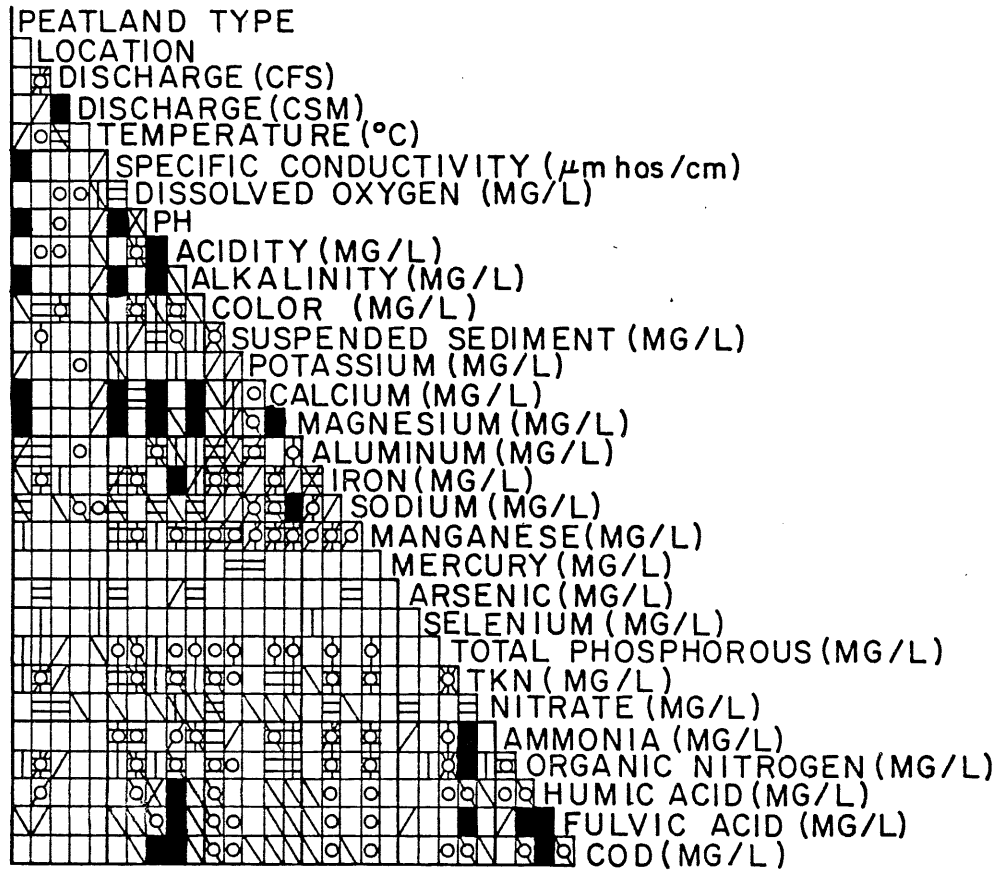 PEATLAND TYPE
LOCATION
DISCHARGE (CFS)
DISCHARGE (CSM)
TEMPERATURE (°C)
SPECIFIC CONDUCTIVITY (μmhos/cm)
DISSOLVED OXYGEN (MG/L)
PH
ACIDITY (MG/L)
ALKALINITY (MG/L)
COLOR (MG/L)
SUSPENDED SEDIMENT (MG/L)
POTASSIUM (MG/L)
CALCIUM (MG/L)
MAGNESIUM (MG/L)
ALUMINUM (MG/L)
IRON (MG/L)
SODIUM (MG/L)
MANGANESE (MG/L)
MERCURY (MG/L)
ARSENIC (MG/L)
SELENIUM (MG/L)
TOTAL PHOSPHOROUS (MG/L)
TKN (MG/L)
NITRATE (MG/L)
AMMONIA (MG/L)
ORGANIC NITROGEN (MG/L)
HUMIC ACID (MG/L)
FULVIC ACID (MG/L)
COD (MG/L)